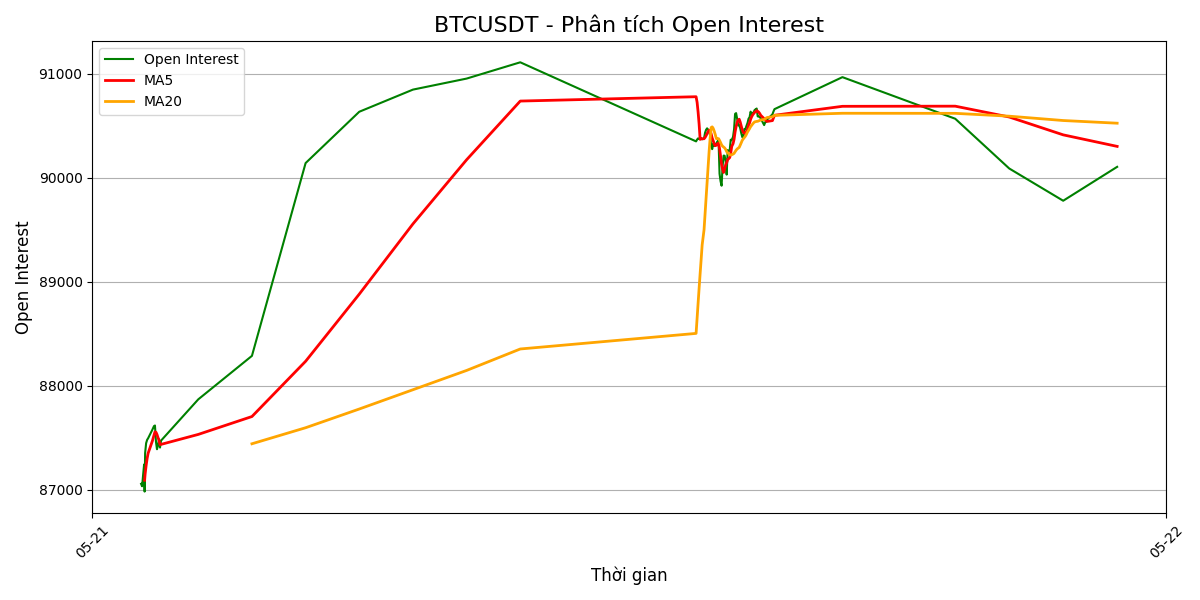 BTCUSDT - Phân tích Open Interest
Open Interest
MA5
MA20
Open Interest
91000
90000
89000
88000
87000
05-21
05-22
Thời gian